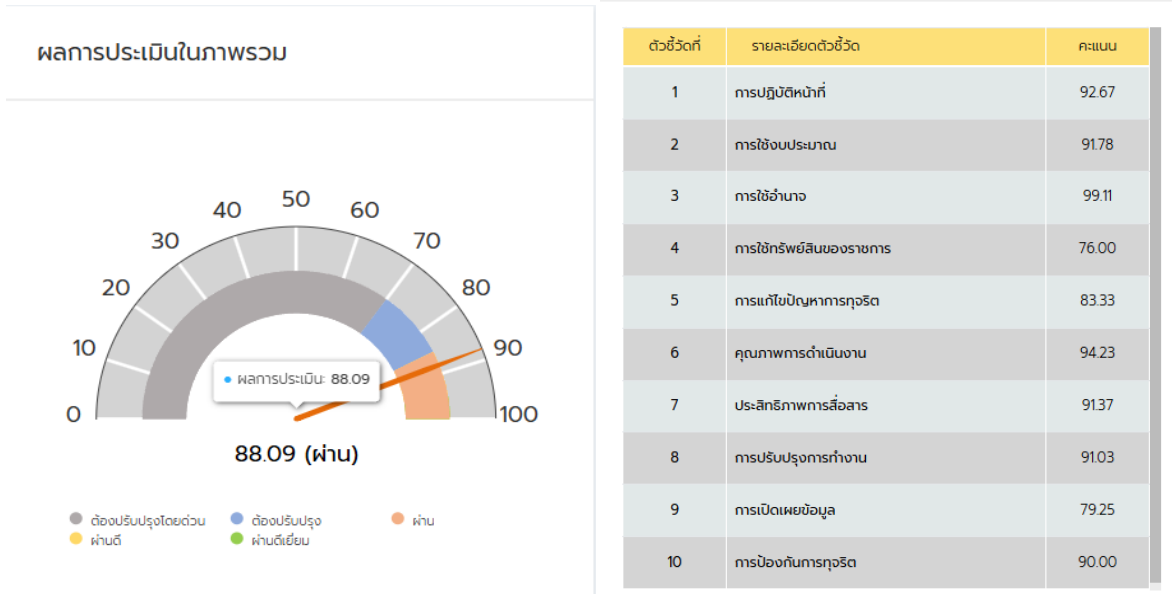 ผลการประเมินในภาพรวม
0
10
20
30
40
50
60
70
80
90
100
ผลการประเมิน: 88.09
88.09 (ผ่าน)
ต้องปรับปรุงโดยด่วน ต้องปรับปรุง ผ่าน
ผ่านดี ผ่านดีเยี่ยม
ตัวชี้วัดที่ รายละเอียดตัวชี้วัด คะแนน
1 การปฏิบัติหน้าที่ 92.67
2 การใช้งบประมาณ 91.78
3 การใช้อำนาจ 99.11
4 การใช้ทรัพย์สินของราชการ 76.00
5 การแก้ไขปัญหาการทุจริต 83.33
6 คุณภาพการดำเนินงาน 94.23
7 ประสิทธิภาพการสื่อสาร 91.37
8 การปรับปรุงการทำงาน 91.03
9 การเปิดเผยข้อมูล 79.25
10 การป้องกันการทุจริต 90.00